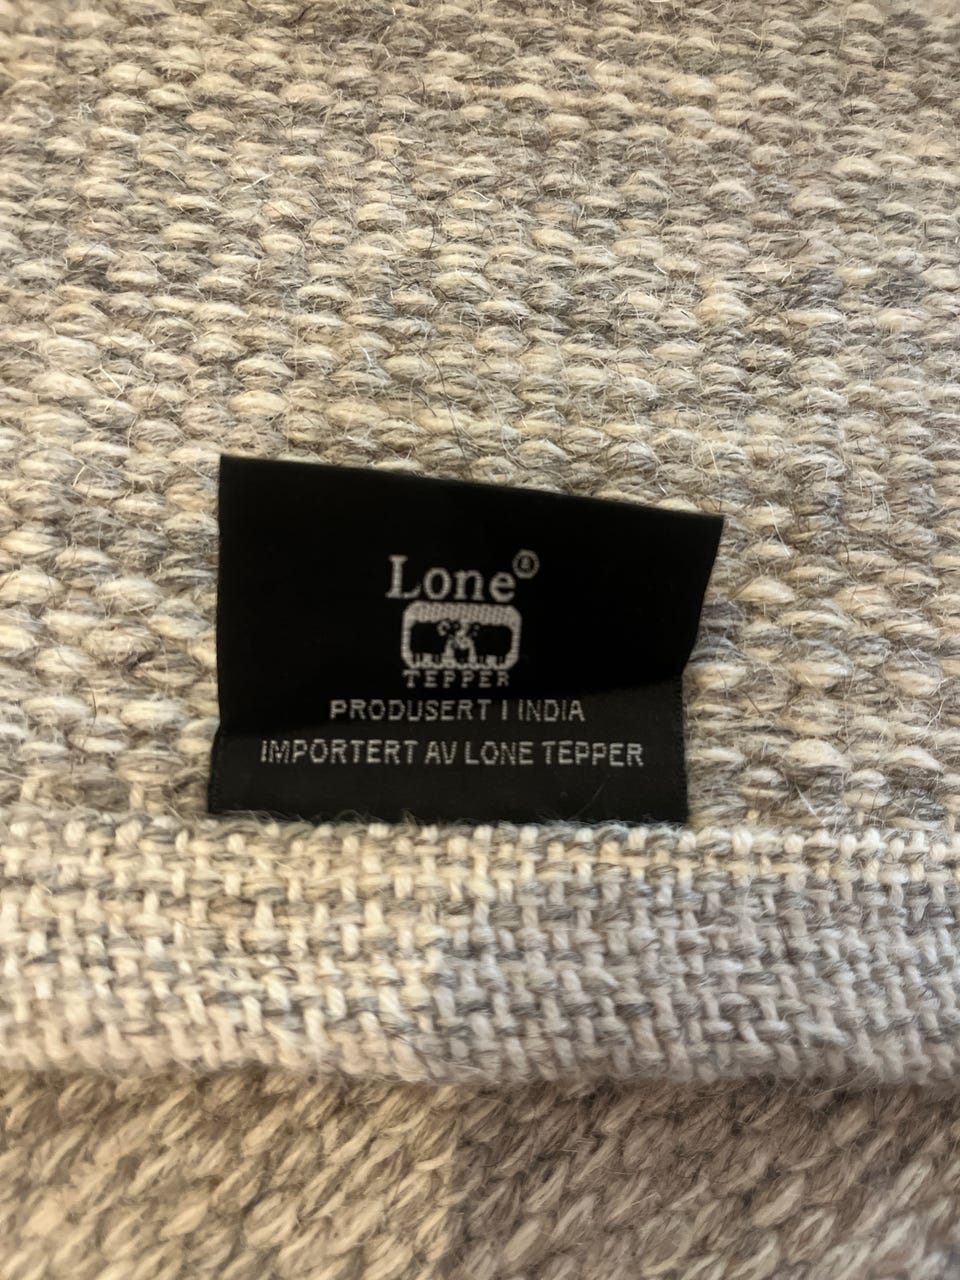 Lone®
TEPPER
PRODUSERT I INDIA
IMPORTERT AV LONE TEPPER